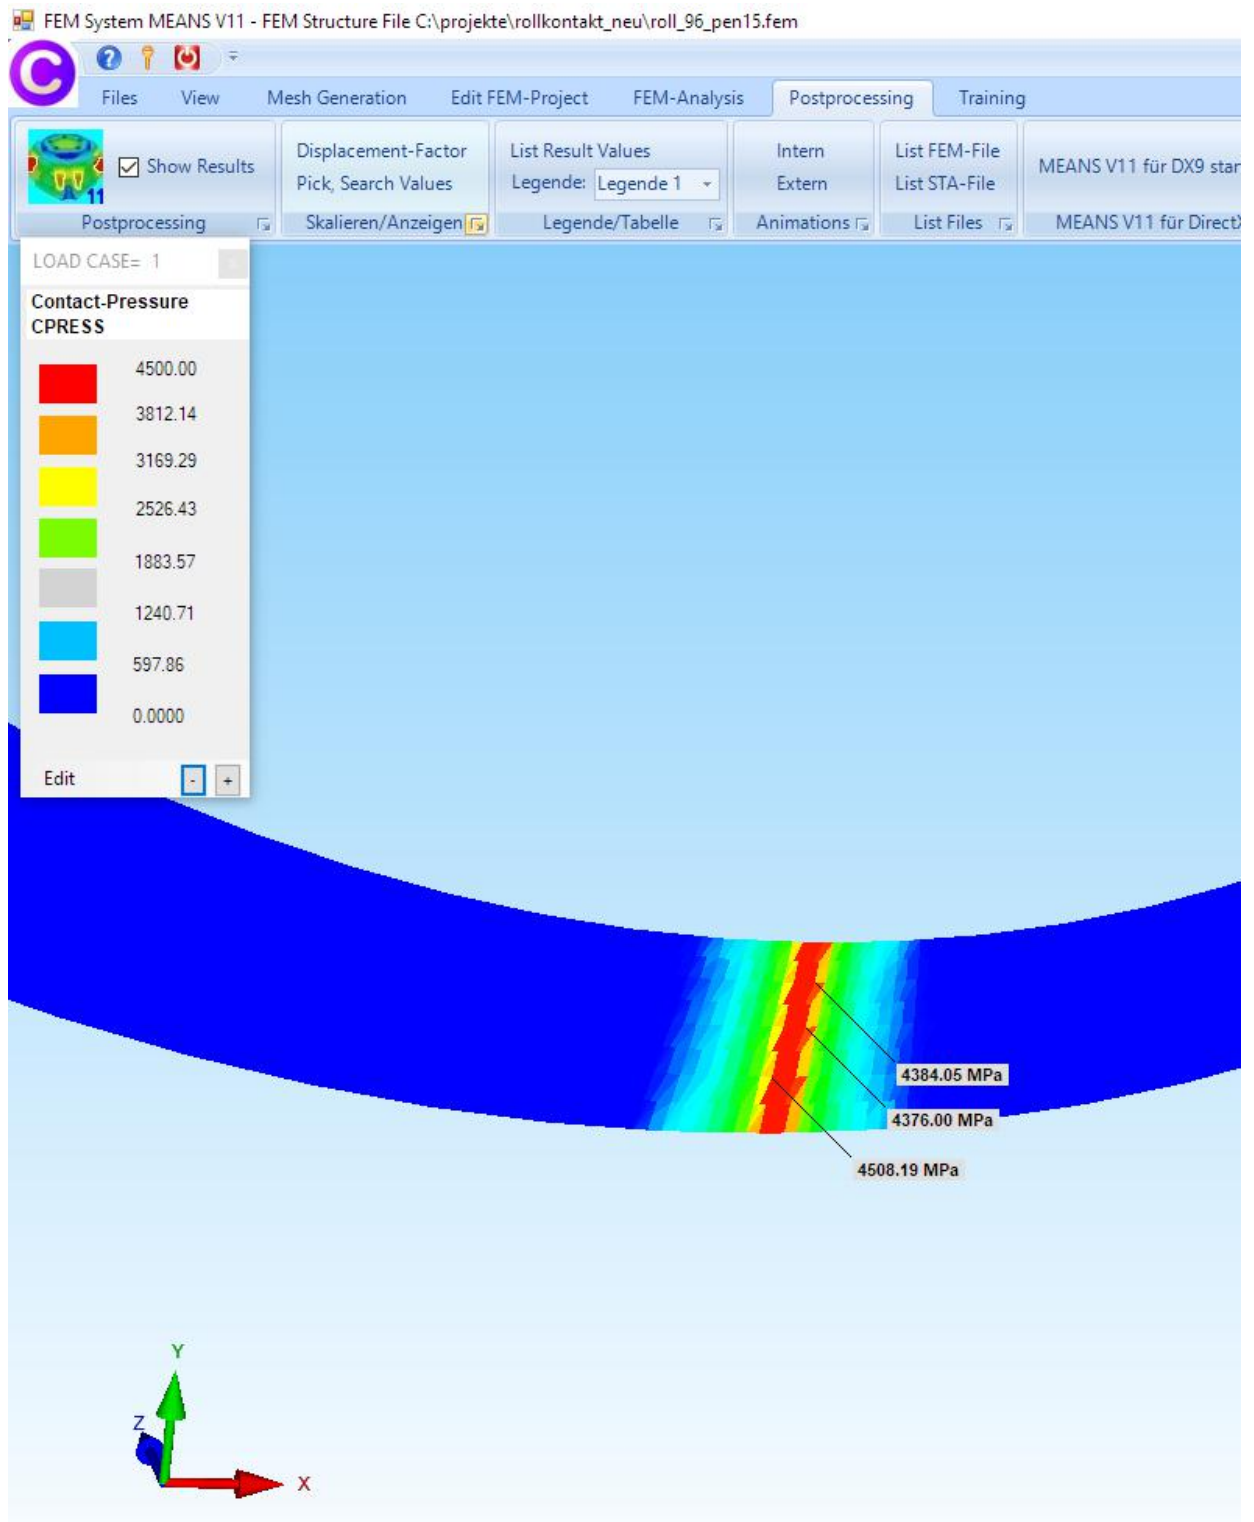 FEM System MEANS V11 - FEM Structure File C:\projekte\rollkontakt_neu\roll_96_pen15.fem
C
?
Files View Mesh Generation Edit FEM-Project FEM-Analysis Postprocessing Training
11
Show Results
Displacement-Factor
Pick, Search Values
List Result Values
Legende: Legende 1
Intern
Extern
List FEM-File
List STA-File
MEANS V11 für DX9 star
Postprocessing Skalieren/Anzeigen Legende/Tabelle Animations List Files MEANS V11 für DirectX
LOAD CASE= 1
Contact-Pressure
CPRESS
4500.00
3812.14
3169.29
2526.43
1883.57
1240.71
597.86
0.0000
Edit - +
4384.05 MPa
4376.00 MPa
4508.19 MPa
Y
Z
X